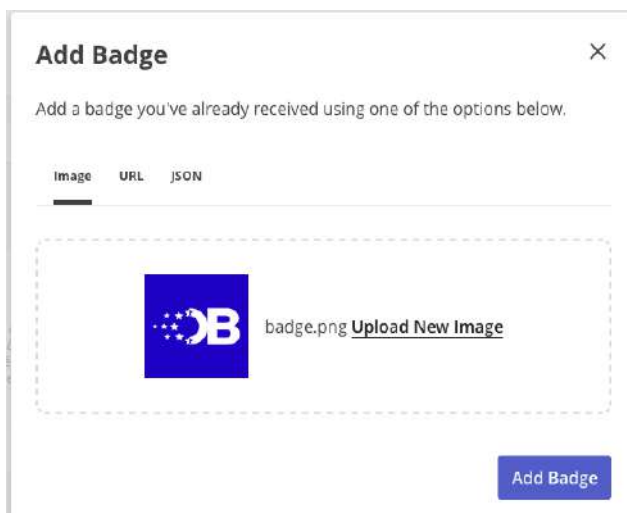 Add Badge
Add a badge you've already received using one of the options below.
Image URL JSON
OB
badge.png Upload New Image
Add Badge